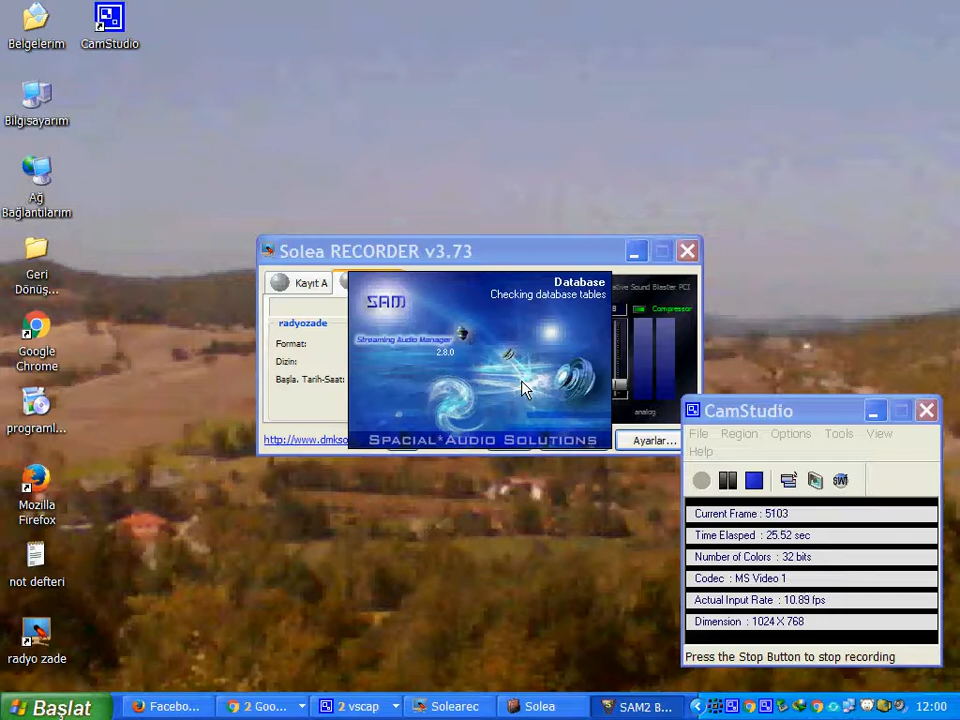 Belgelerim
CamStudio
Bilgisayarım
Ağ
Bağlantılarım
Geri
Dönüş...
Google
Chrome
programl...
Mozilla
Firefox
not defteri
radyo zade
Solea RECORDER v3.73
Kayıt A
radyozade
Format:
Dizin:
Başla. Tarih-Saat:
http://www.dmkso
Compressor
analog
Ayarlar...
Database
Checking database tables
SAM
Streaming Audio Manager
2.8.0
SPACIAL*AUDIO SOLUTIONS
CamStudio
File Region Options Tools View
Help
Current Frame : 5103
Time Elasped : 25.52 sec
Number of Colors : 32 bits
Codec : MS Video 1
Actual Input Rate : 10.89 fps
Dimension : 1024 X 768
Press the Stop Button to stop recording
Başlat
Facebo...
2 Goo...
2 vscap
Solearec
Solea
SAM2 B...
12:00